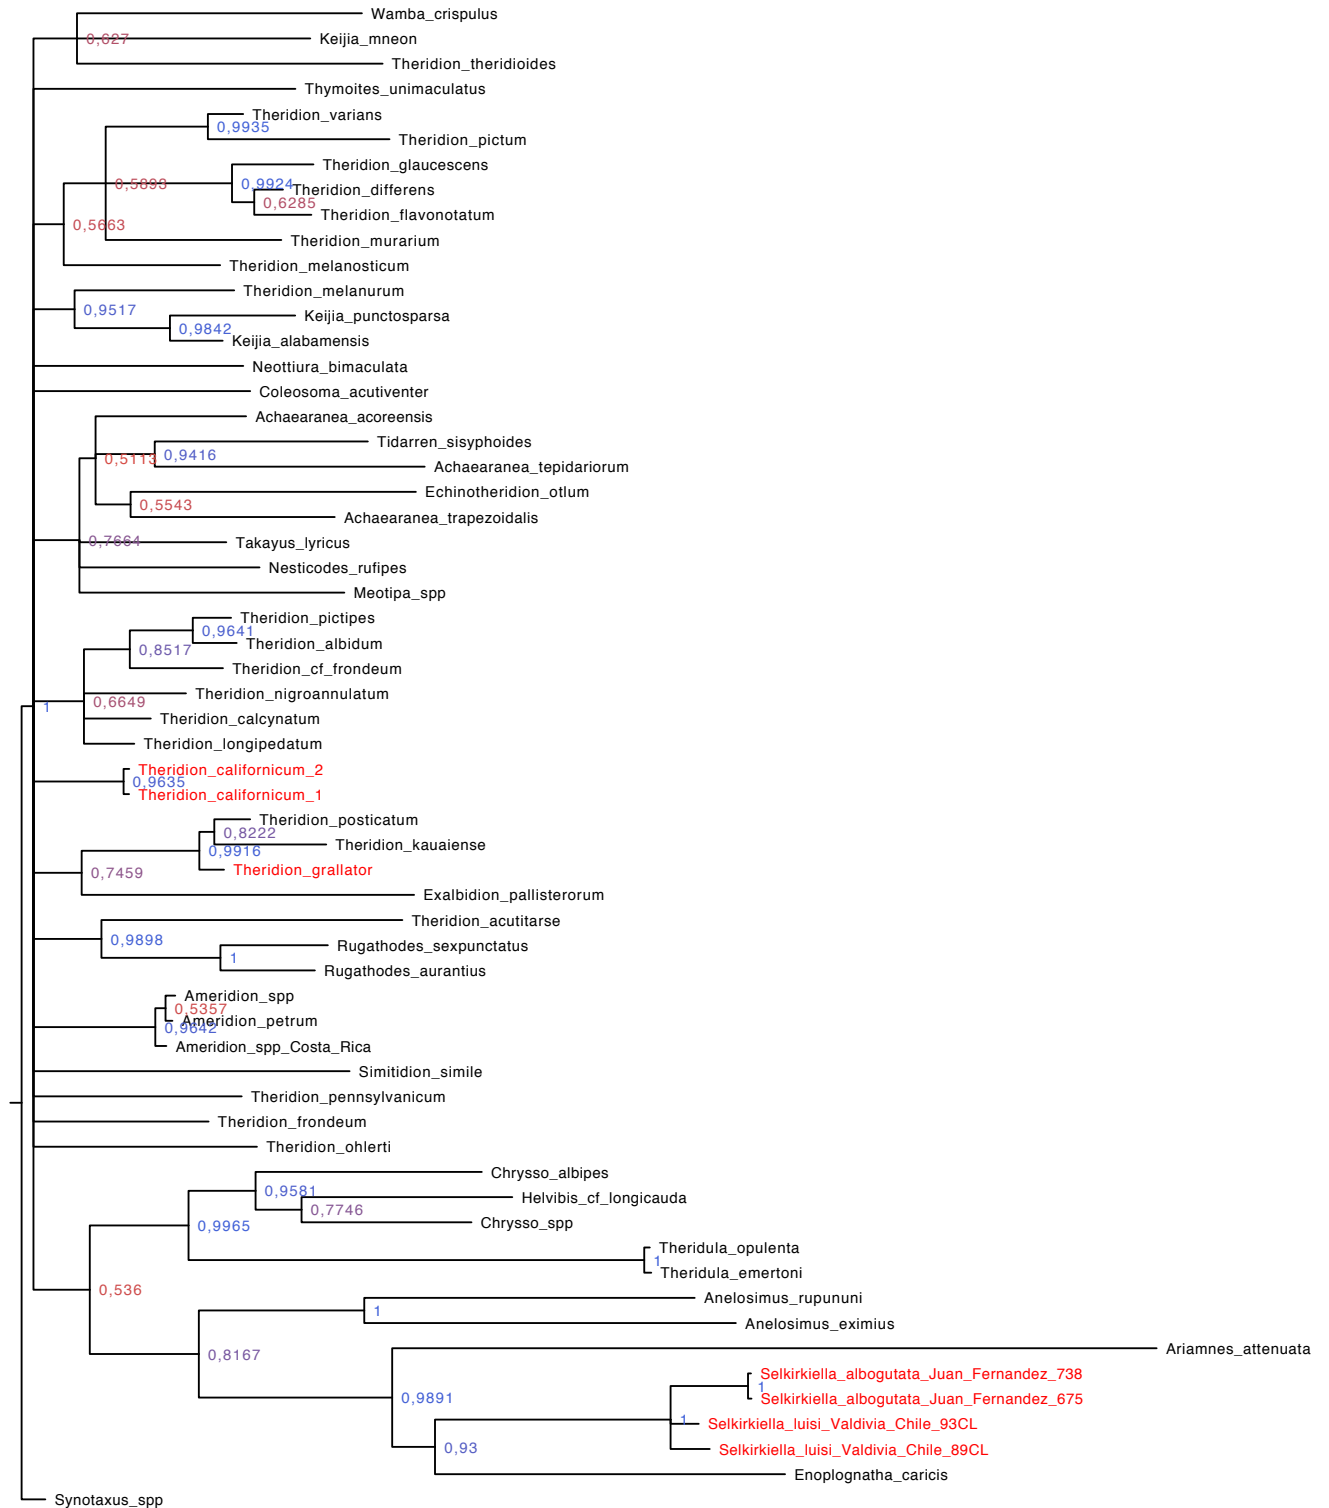 Wamba_crispulus
0,627
Keijia_mneon
Theridion_theridioides
Thymoites_unimaculatus
Theridion_varians
0,9935
Theridion_pictum
Theridion_glaucescens
0,5893
0,9924
Theridion_differens
0,6285
Theridion_flavonotatum
0,5663
Theridion_murarium
Theridion_melanosticum
Theridion_melanurum
0,9517
Keijia_punctosparsa
0,9842
Keijia_alabamensis
Neottiura_bimaculata
Coleosoma_acutiventer
Achaearanea_acoreensis
Tidarren_sisyphoides
0,5113
0,9416
Achaearanea_tepidariorum
Echinotheridion_otlum
0,5543
Achaearanea_trapezoidalis
0,7664
Takayus_lyricus
Nesticodes_rufipes
Meotipa_spp
Theridion_pictipes
0,9641
Theridion_albidum
0,8517
Theridion_cf_frondeum
Theridion_nigroannulatum
0,6649
1
Theridion_calcynatum
Theridion_longipedatum
Theridion_californicum_2
0,9635
Theridion_californicum_1
Theridion_posticatum
0,8222
Theridion_kauaiense
0,9916
Theridion_grallator
0,7459
Exalbidion_pallisterorum
Theridion_acutitarse
0,9898
Rugathodes_sexpunctatus
1
Rugathodes_aurantius
Ameridion_spp
0,5357
Ameridion_petrum
0,9642
Ameridion_spp_Costa_Rica
Simitidion_simile
Theridion_pennsylvanicum
Theridion_frondeum
Theridion_ohlerti
Chrysso_albipes
0,9581
Helvibis_cf_longicauda
0,7746
Chrysso_spp
0,9965
Theridula_opulenta
1
Theridula_emertoni
0,536
Anelosimus_rupununi
1
Anelosimus_eximius
0,8167
Ariamnes_attenuata
Selkirkiella_albogutata_Juan_Fernandez_738
1
Selkirkiella_albogutata_Juan_Fernandez_675
0,9891
1
Selkirkiella_luisi_Valdivia_Chile_93CL
0,93
Selkirkiella_luisi_Valdivia_Chile_89CL
Enoplognatha_caricis
Synotaxus_spp